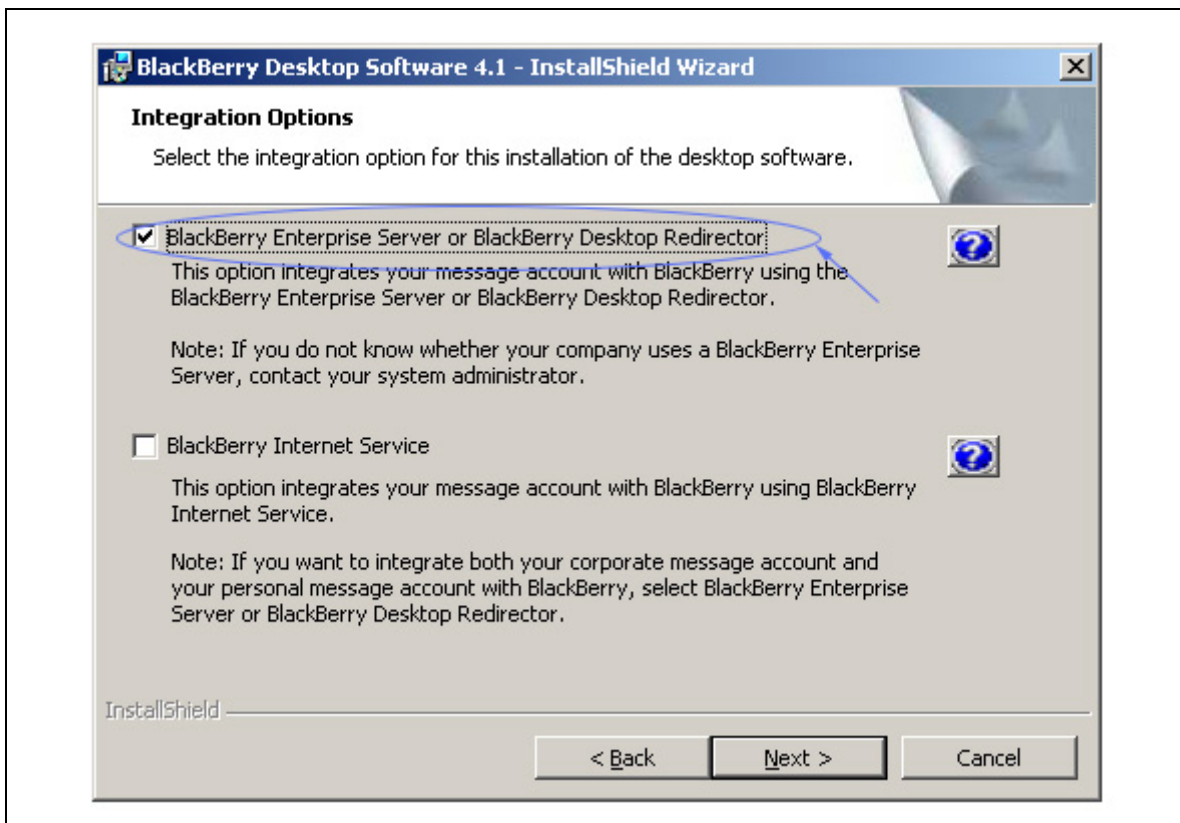 BlackBerry Desktop Software 4.1 - InstallShield Wizard
Integration Options
Select the integration option for this installation of the desktop software.
BlackBerry Enterprise Server or BlackBerry Desktop Redirector
This option integrates your message account with BlackBerry using the
BlackBerry Enterprise Server or BlackBerry Desktop Redirector.
Note: If you do not know whether your company uses a BlackBerry Enterprise
Server, contact your system administrator.
BlackBerry Internet Service
This option integrates your message account with BlackBerry using BlackBerry
Internet Service.
Note: If you want to integrate both your corporate message account and
your personal message account with BlackBerry, select BlackBerry Enterprise
Server or BlackBerry Desktop Redirector.
InstallShield
< Back Next > Cancel